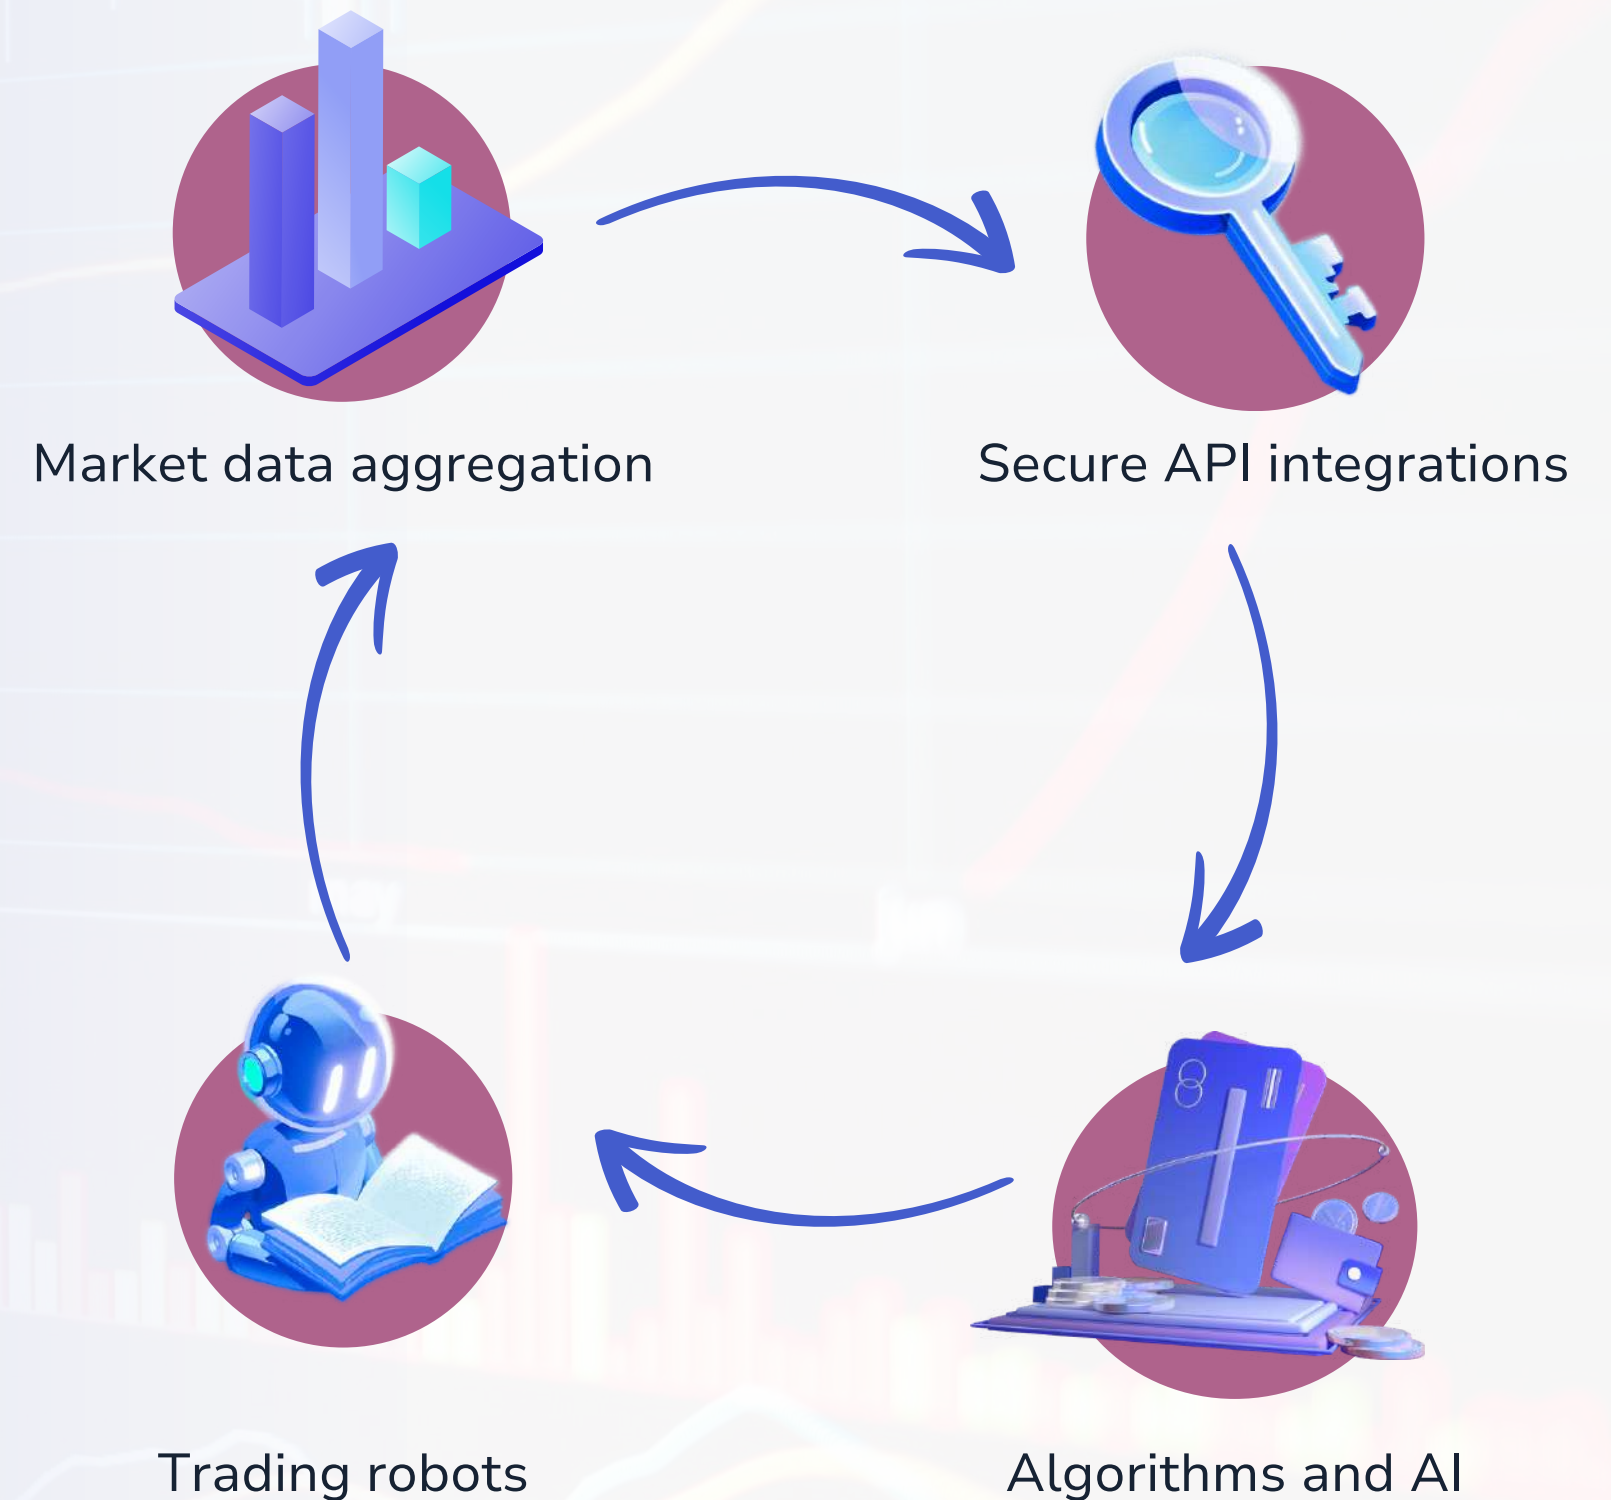 Market data aggregation
Secure API integrations
Trading robots
Algorithms and AI